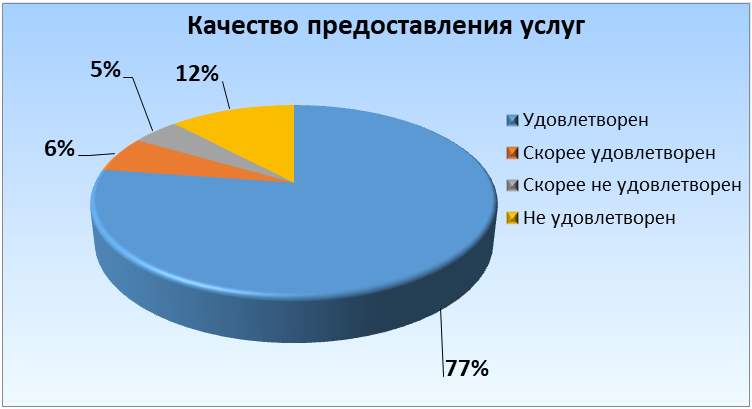 Качество предоставления услуг
5%
12%
6%
77%
Удовлетворен
Скорее удовлетворен
Скорее не удовлетворен
Не удовлетворен